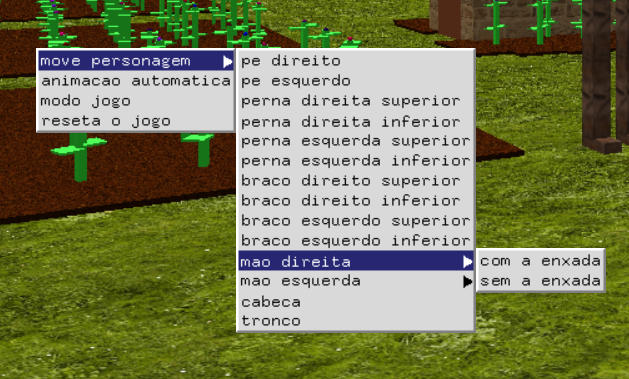 move personagem
animacao automatica
modo jogo
reseta o jogo
pe direito
pe esquerdo
perna direita superior
perna direita inferior
perna esquerda superior
perna esquerda inferior
braco direito superior
braco direito inferior
braco esquerdo superior
braco esquerdo inferior
mao direita
mao esquerda
cabeca
tronco
com a enxada
sem a enxada